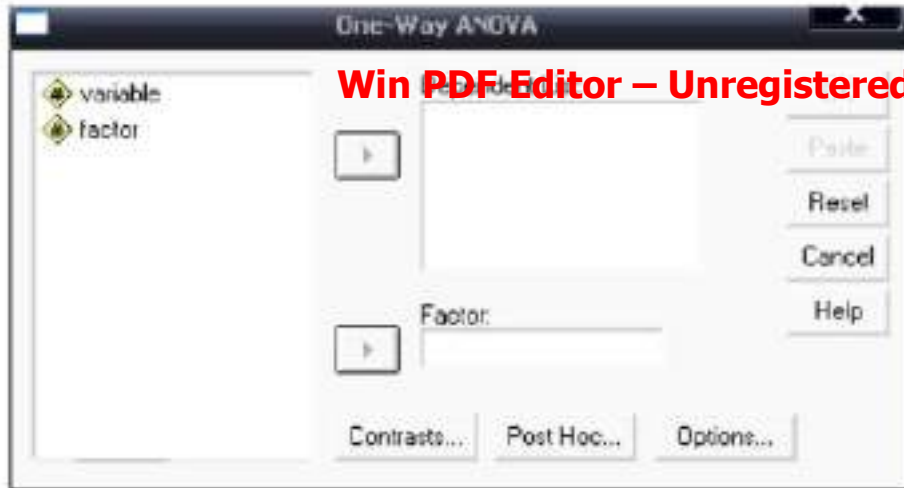 One-Way ANOVA
variable
factor
Win PDF Editor – Unregistered
Paste
Reset
Cancel
Help
Factor:
Contrasts...
Post Hoc...
Options...